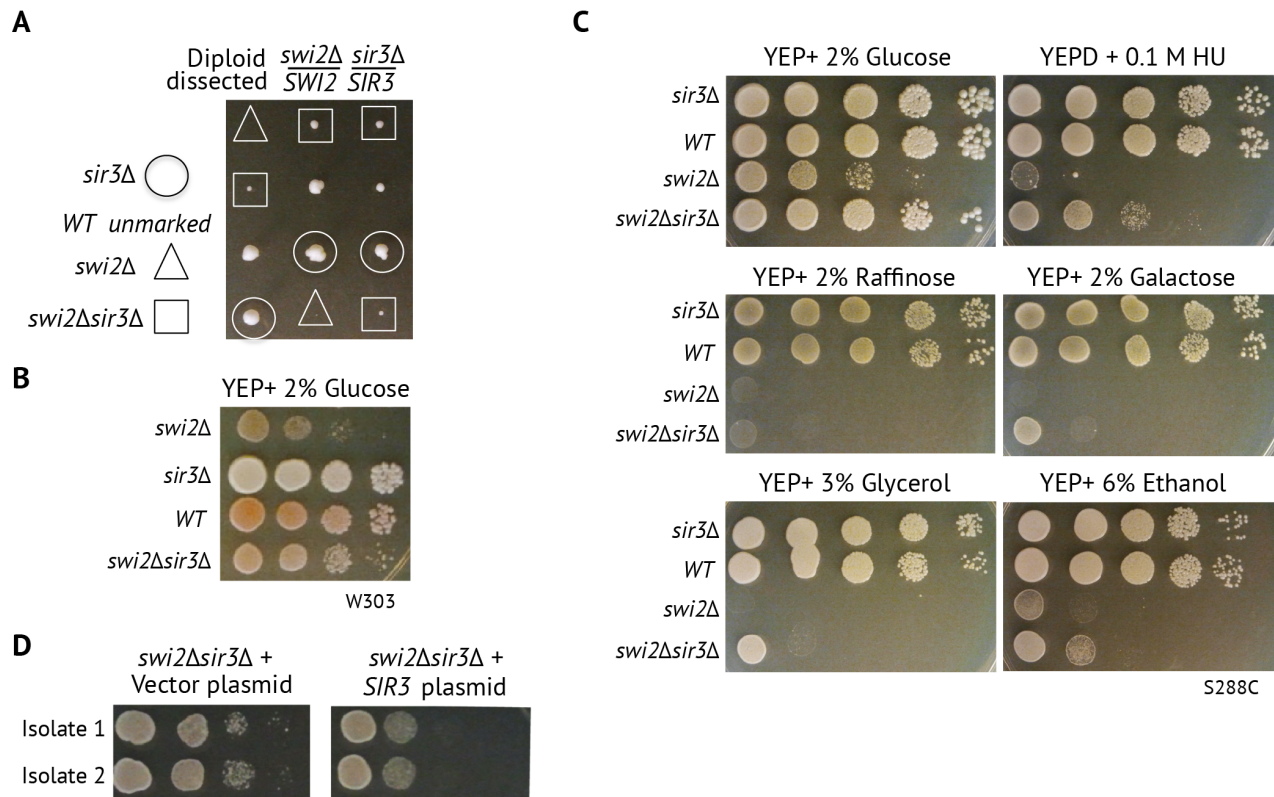 A
Diploid dissected
swi2Δ sir3Δ
SWI2 SIR3
sir3Δ
WT unmarked
swi2Δ
swi2Δsir3Δ
B
YEP+ 2% Glucose
swi2Δ
sir3Δ
WT
swi2Δsir3Δ
W303
C
YEP+ 2% Glucose
YEPD + 0.1 M HU
sir3Δ
WT
swi2Δ
swi2Δsir3Δ
YEP+ 2% Raffinose
YEP+ 2% Galactose
sir3Δ
WT
swi2Δ
swi2Δsir3Δ
YEP+ 3% Glycerol
YEP+ 6% Ethanol
sir3Δ
WT
swi2Δ
swi2Δsir3Δ
S288C
D
swi2Δsir3Δ +
Vector plasmid
swi2Δsir3Δ +
SIR3 plasmid
Isolate 1
Isolate 2